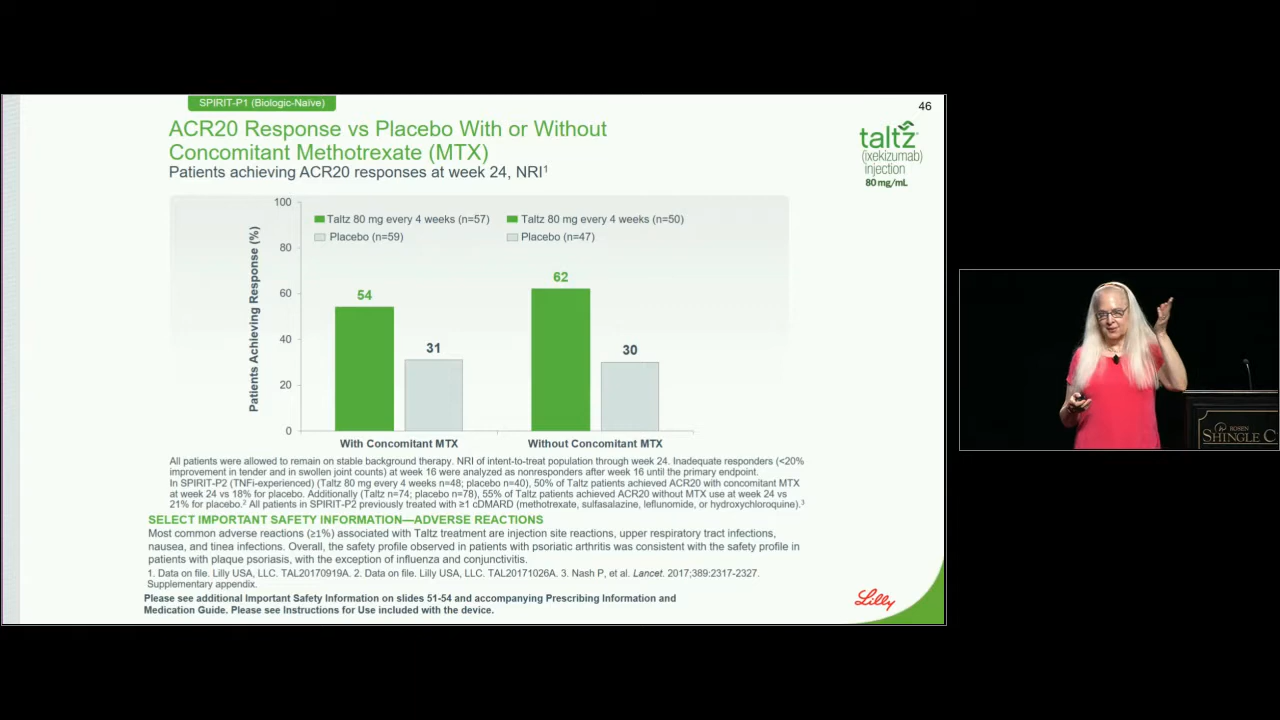 SPIRIT-P1 (Biologic-Naïve)
46
ACR20 Response vs Placebo With or Without
Concomitant Methotrexate (MTX)
Patients achieving ACR20 responses at week 24, NRI1
taltz
(ixekizumab)
injection
80 mg/mL
Patients Achieving Response (%)
100
80
60
40
20
0
Taltz 80 mg every 4 weeks (n=57)
Placebo (n=59)
Taltz 80 mg every 4 weeks (n=50)
Placebo (n=47)
54
31
62
30
With Concomitant MTX
Without Concomitant MTX
All patients were allowed to remain on stable background therapy. NRI of intent-to-treat population through week 24. Inadequate responders (<20%
improvement in tender and in swollen joint counts) at week 16 were analyzed as nonresponders after week 16 until the primary endpoint.
In SPIRIT-P2 (TNFi-experienced) (Taltz 80 mg every 4 weeks n=48; placebo n=40), 50% of Taltz patients achieved ACR20 with concomitant MTX
at week 24 vs 18% for placebo. Additionally (Taltz n=74; placebo n=78), 55% of Taltz patients achieved ACR20 without MTX use at week 24 vs
21% for placebo.2 All patients in SPIRIT-P2 previously treated with ≥1 cDMARD (methotrexate, sulfasalazine, leflunomide, or hydroxychloroquine).3
SELECT IMPORTANT SAFETY INFORMATION—ADVERSE REACTIONS
Most common adverse reactions (≥1%) associated with Taltz treatment are injection site reactions, upper respiratory tract infections,
nausea, and tinea infections. Overall, the safety profile observed in patients with psoriatic arthritis was consistent with the safety profile in
patients with plaque psoriasis, with the exception of influenza and conjunctivitis.
1. Data on file. Lilly USA, LLC. TAL20170919A. 2. Data on file. Lilly USA, LLC. TAL20171026A. 3. Nash P, et al. Lancet. 2017;389:2317-2327.
Supplementary appendix.
Please see additional Important Safety Information on slides 51-54 and accompanying Prescribing Information and
Medication Guide. Please see Instructions for Use included with the device.
Lilly
ROSEN
SHINGLE C